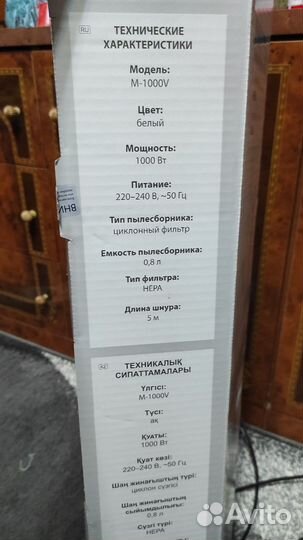 RU
ТЕХНИЧЕСКИЕ
ХАРАКТЕРИСТИКИ
Модель:
M-1000V
Цвет:
белый
Мощность:
1000 Вт
Питание:
220–240 В, ~50 Гц
Тип пылесборника:
циклонный фильтр
Емкость пылесборника:
0,8 л
Тип фильтра:
HEPA
Длина шнура:
5 м
ВНИ
KZ
ТЕХНИКАЛЫҚ
СИПАТТАМАЛАРЫ
Үлгісі:
M-1000V
Түсі:
ақ
Қуаты:
1000 Вт
Қуат көзі:
220–240 В, ~50 Гц
Шаң жинағыштың түрі:
циклон сүзгісі
Шаң жинағыштың
сыйымдылығы:
0,8 л
Сүзгі түрі:
HEPA
Avito